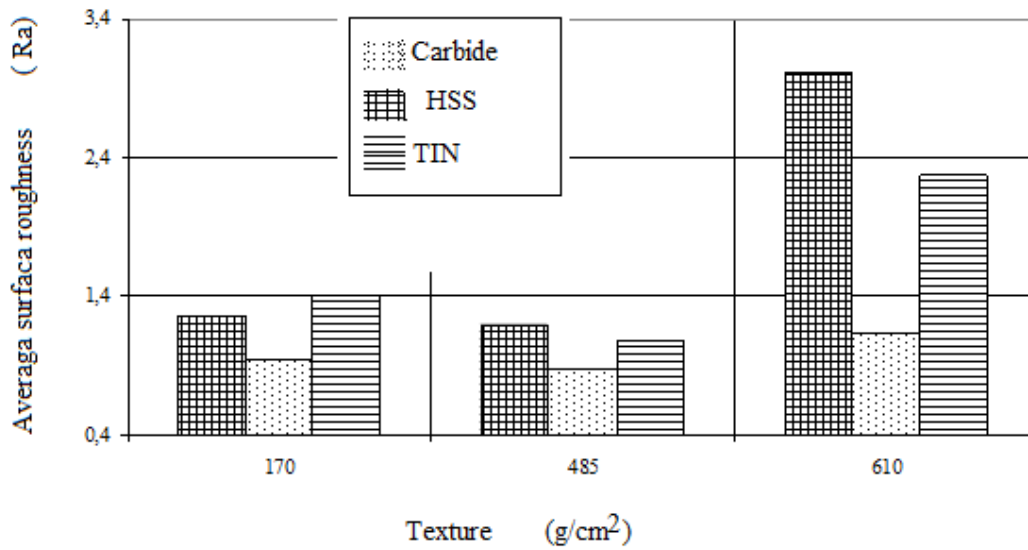 Averaga surfaca roughness ( Ra)
3,4
2,4
1,4
0,4
Carbide
HSS
TIN
170 485 610
Texture (g/cm²)